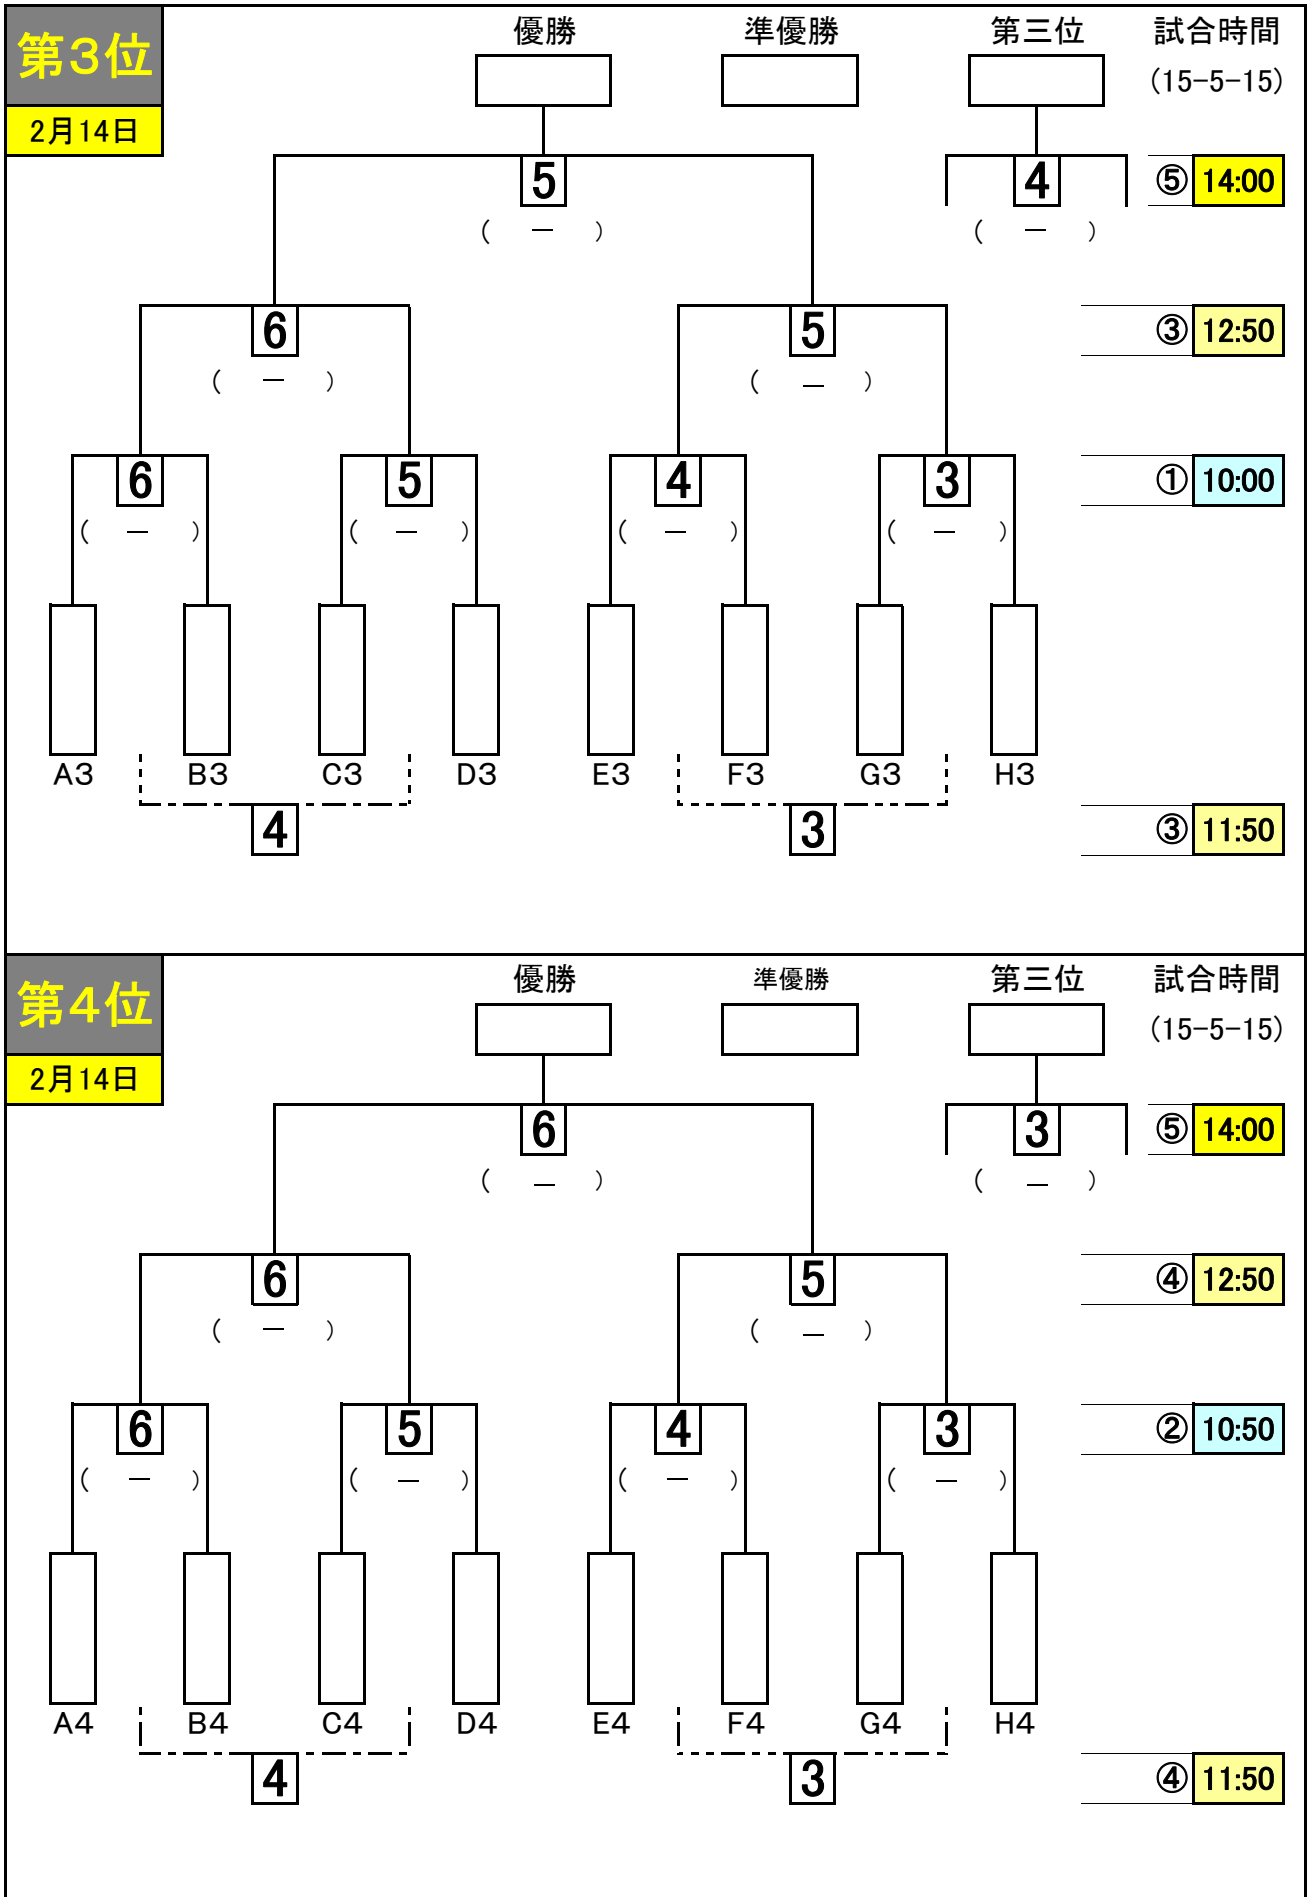 第3位
優勝
準優勝
第三位
試合時間
(15-5-15)
2月14日
5
4
⑤ 14:00
( ー )
( ー )
6
5
③ 12:50
( ー )
( ー )
6
5
4
3
① 10:00
( ー )
( ー )
( ー )
( ー )
A3
B3
C3
D3
E3
F3
G3
H3
4
3
③ 11:50
第4位
優勝
準優勝
第三位
試合時間
(15-5-15)
2月14日
6
3
⑤ 14:00
( ー )
( ー )
6
5
④ 12:50
( ー )
( ー )
6
5
4
3
② 10:50
( ー )
( ー )
( ー )
( ー )
A4
B4
C4
D4
E4
F4
G4
H4
4
3
④ 11:50